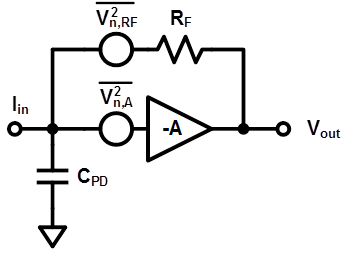 V²n,RF
RF
Iin
V²n,A
-A
Vout
CPD